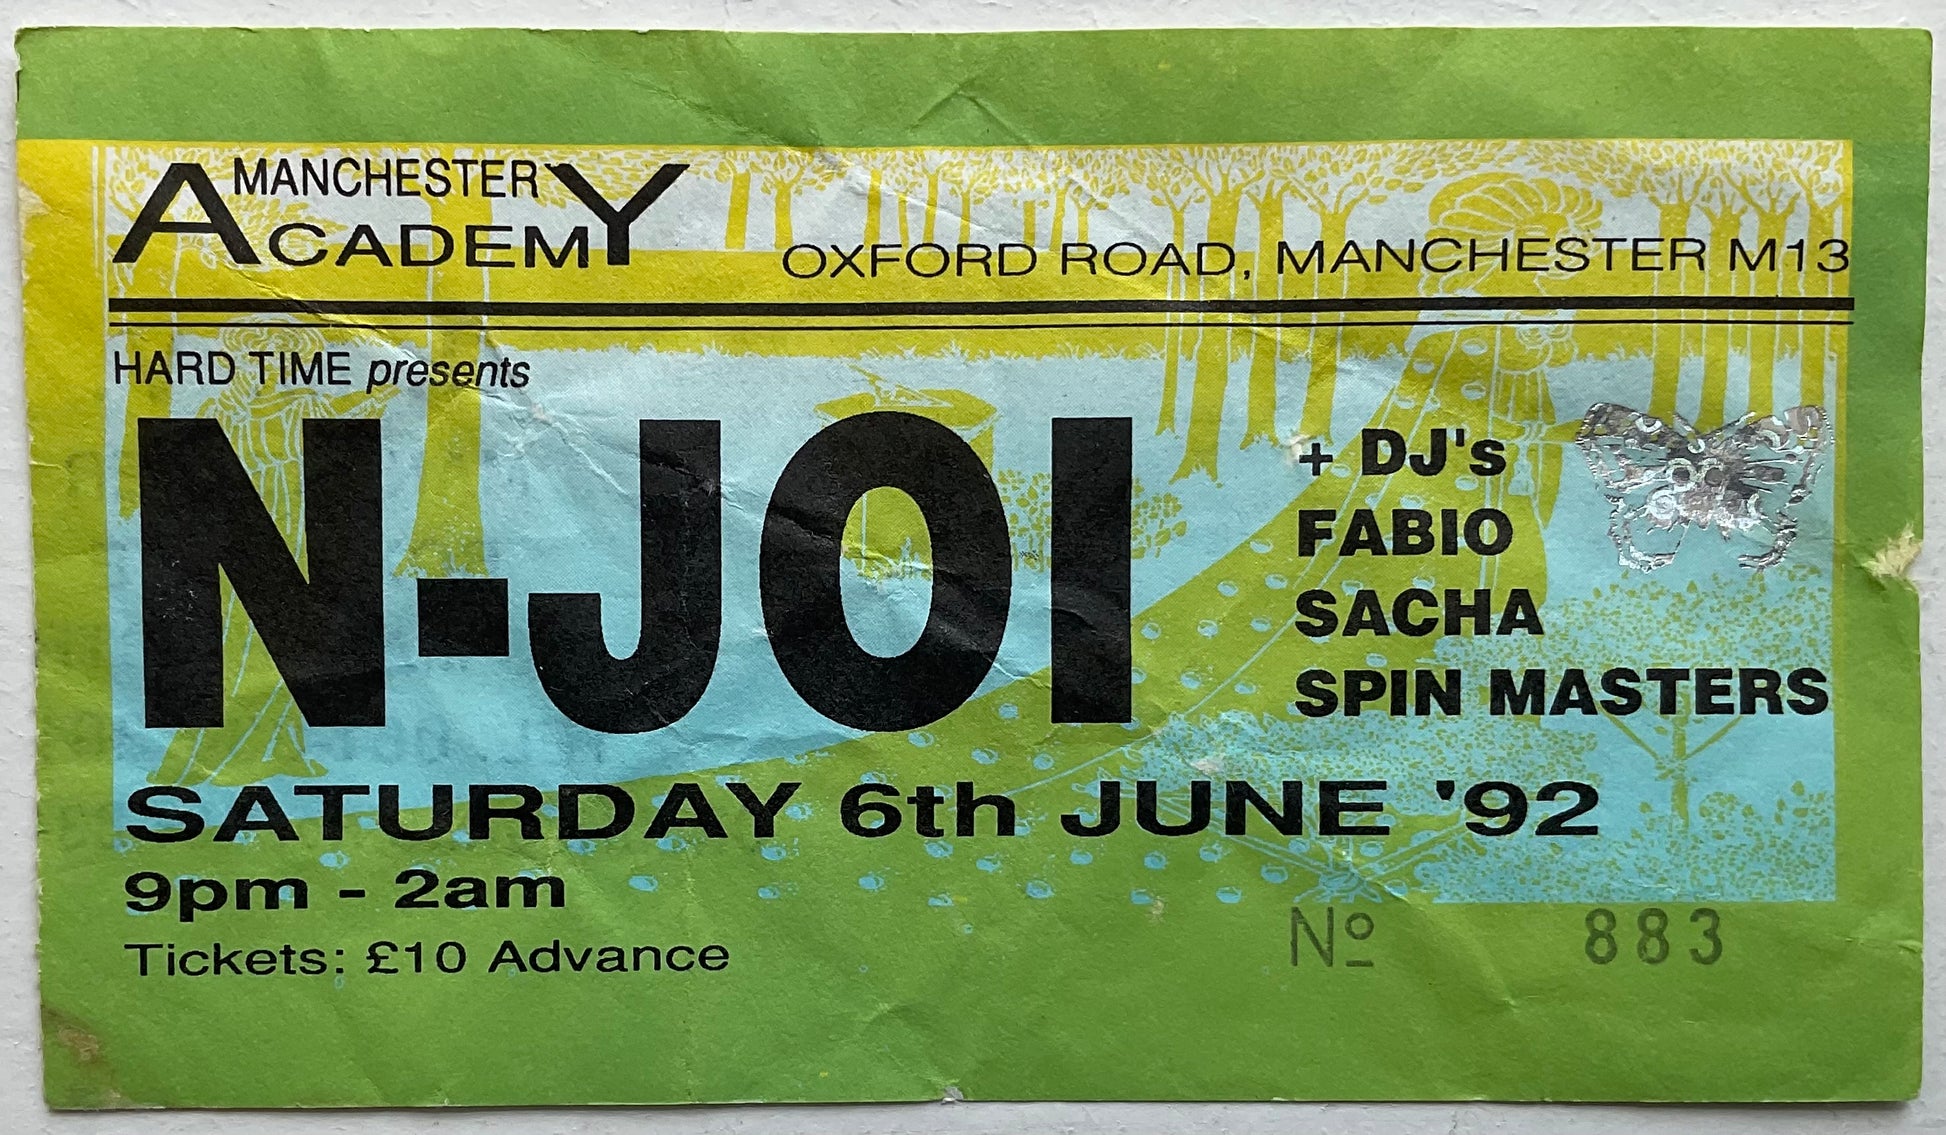 MANCHESTER
ACADEMY
OXFORD ROAD, MANCHESTER M13
HARD TIME presents
N-JOI
+ DJ's
FABIO
SACHA
SPIN MASTERS
SATURDAY 6th JUNE '92
9pm - 2am
Tickets: £10 Advance
Nº 883